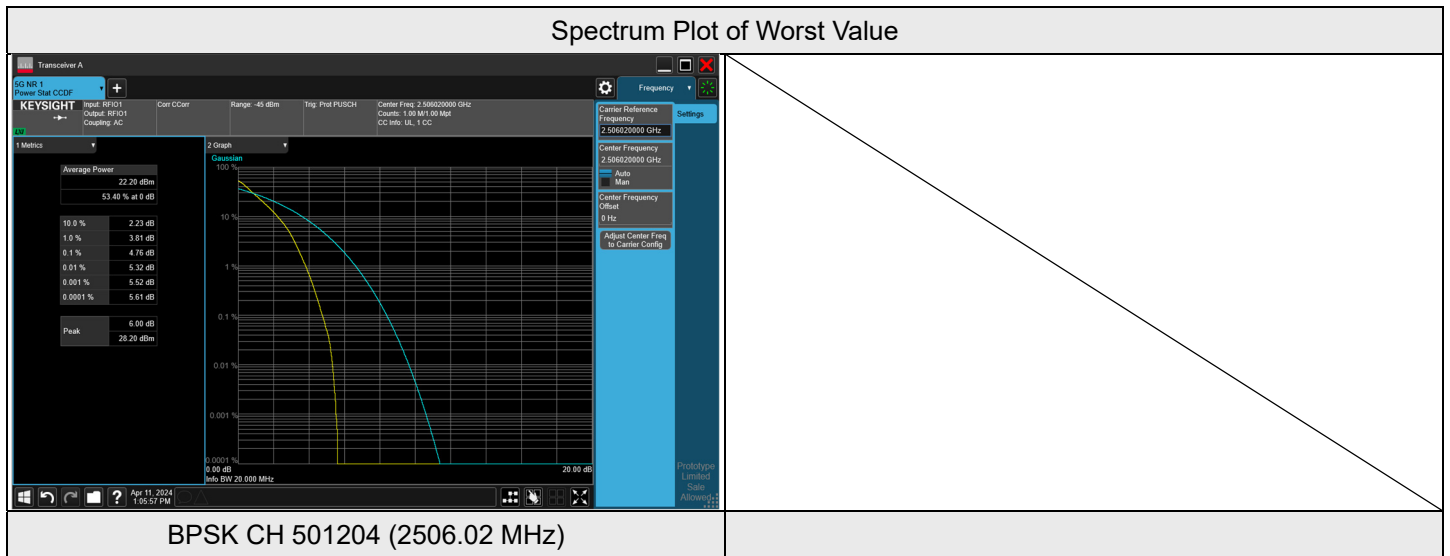 Spectrum Plot of Worst Value
Transceiver A
5G NR 1
Power Stat CCDF
+
Frequency
KEYSIGHT
Input: RFIO1
Output: RFIO1
Coupling: AC
Corr CCorr
Range: -45 dBm
Trig: Prot PUSCH
Center Freq: 2.506020000 GHz
Counts: 1.00 M/1.00 Mpt
CC Info: UL, 1 CC
LVI
1 Metrics
Average Power
22.20 dBm
53.40 % at 0 dB
10.0 % 2.23 dB
1.0 % 3.81 dB
0.1 % 4.76 dB
0.01 % 5.32 dB
0.001 % 5.52 dB
0.0001 % 5.61 dB
Peak
6.00 dB
28.20 dBm
2 Graph
Gaussian
100 %
10 %
1 %
0.1 %
0.01 %
0.001 %
0.0001 %
0.00 dB 20.00 dB
Info BW 20.000 MHz
Carrier Reference
Frequency
2.506020000 GHz
Center Frequency
2.506020000 GHz
Auto
Man
Center Frequency
Offset
0 Hz
Adjust Center Freq
to Carrier Config
Settings
Prototype
Limited
Sale
Allowed
?
Apr 11, 2024
1:05:57 PM
BPSK CH 501204 (2506.02 MHz)